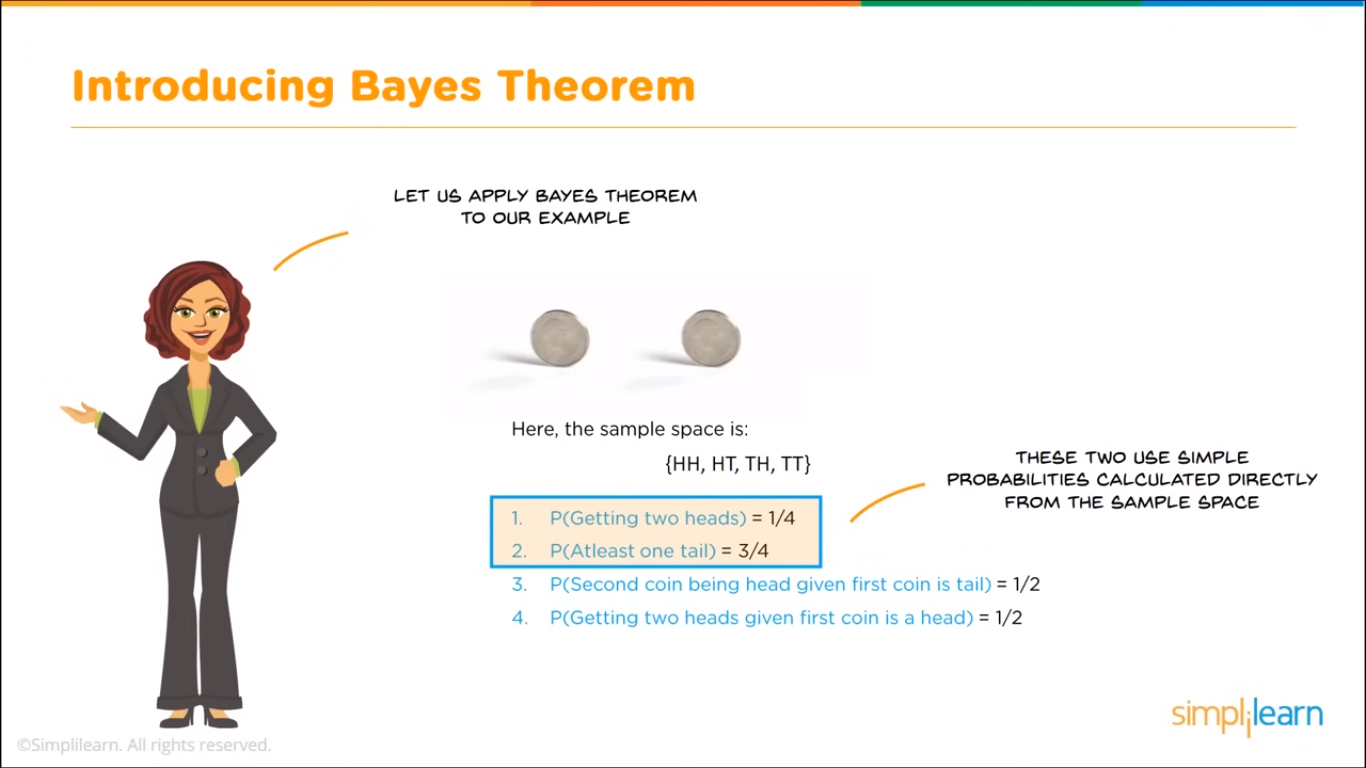 Introducing Bayes Theorem
LET US APPLY BAYES THEOREM
TO OUR EXAMPLE
Here, the sample space is:
{HH, HT, TH, TT}
THESE TWO USE SIMPLE
PROBABILITIES CALCULATED DIRECTLY
FROM THE SAMPLE SPACE
1. P(Getting two heads) = 1/4
2. P(Atleast one tail) = 3/4
3. P(Second coin being head given first coin is tail) = 1/2
4. P(Getting two heads given first coin is a head) = 1/2
simplilearn
©Simplilearn. All rights reserved.